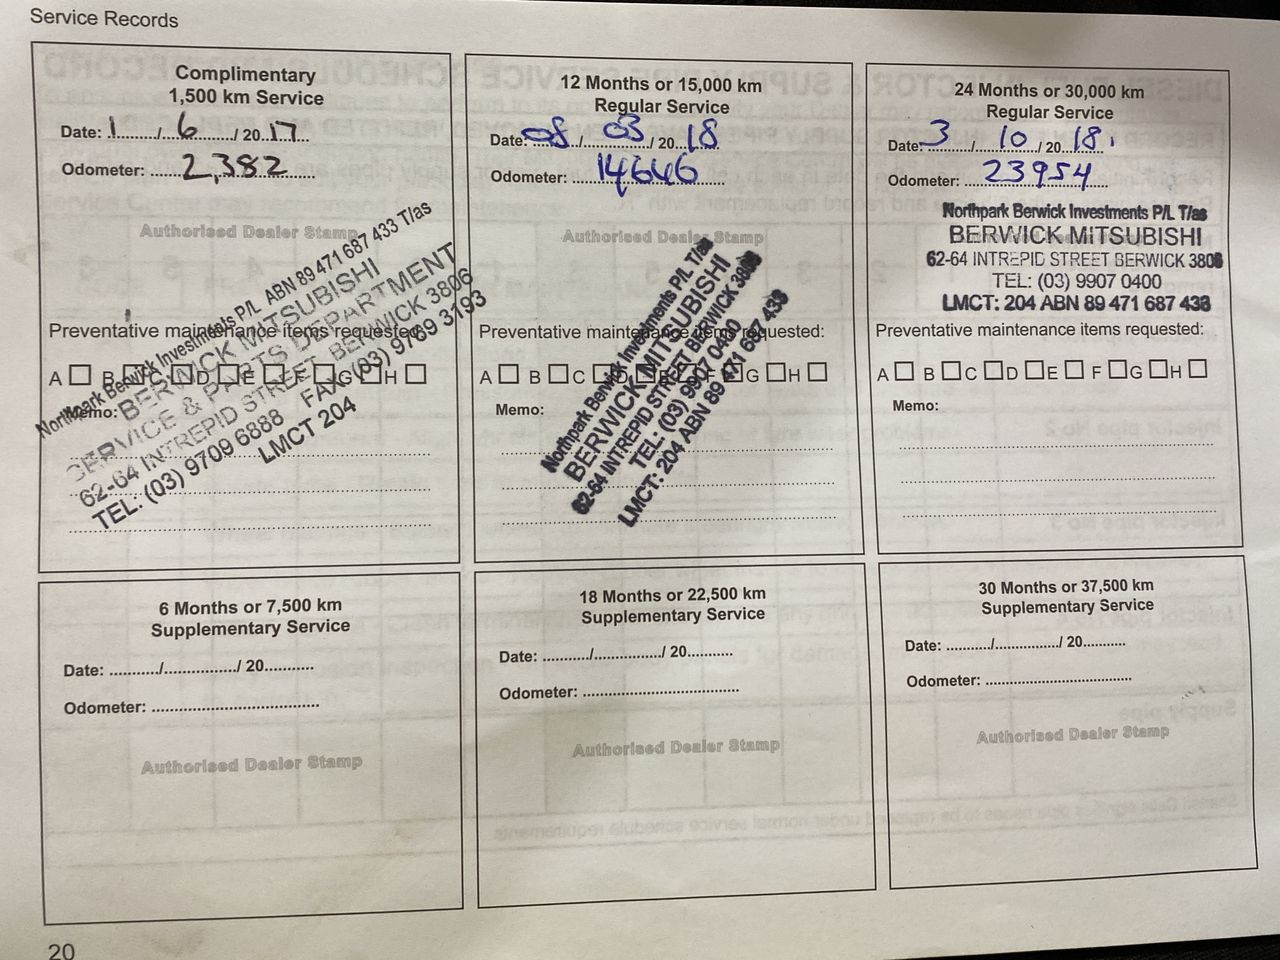 Service Records
Complimentary
1,500 km Service
Date: 1 / 6 / 20 17
Odometer: 2,382
Authorised Dealer Stamp
Northpark Berwick Investments P/L ABN 89 471 687 433 T/as
BERWICK MITSUBISHI
SERVICE & PARTS DEPARTMENT
62-64 INTREPID STREET BERWICK 3806
TEL: (03) 9709 6888 FAX (03) 9769 3193
LMCT 204
Preventative maintenance items requested:
A B C D E F G H
Memo:
12 Months or 15,000 km
Regular Service
Date: 08 / 03 / 20 18
Odometer: 14646
Authorised Dealer Stamp
Northpark Berwick Investments P/L T/as
BERWICK MITSUBISHI
62-64 INTREPID STREET BERWICK 3806
TEL: (03) 9907 0400
LMCT: 204 ABN 89 471 687 433
Preventative maintenance items requested:
A B C D E F G H
Memo:
24 Months or 30,000 km
Regular Service
Date: 3 / 10 / 20 18
Odometer: 23954
Northpark Berwick Investments P/L T/as
BERWICK MITSUBISHI
62-64 INTREPID STREET BERWICK 3806
TEL: (03) 9907 0400
LMCT: 204 ABN 89 471 687 433
Preventative maintenance items requested:
A B C D E F G H
Memo:
6 Months or 7,500 km
Supplementary Service
Date: ........../............../ 20..........
Odometer: ....................................
Authorised Dealer Stamp
18 Months or 22,500 km
Supplementary Service
Date: ........../............../ 20..........
Odometer: ....................................
Authorised Dealer Stamp
30 Months or 37,500 km
Supplementary Service
Date: ........../............../ 20..........
Odometer: ....................................
Authorised Dealer Stamp
20